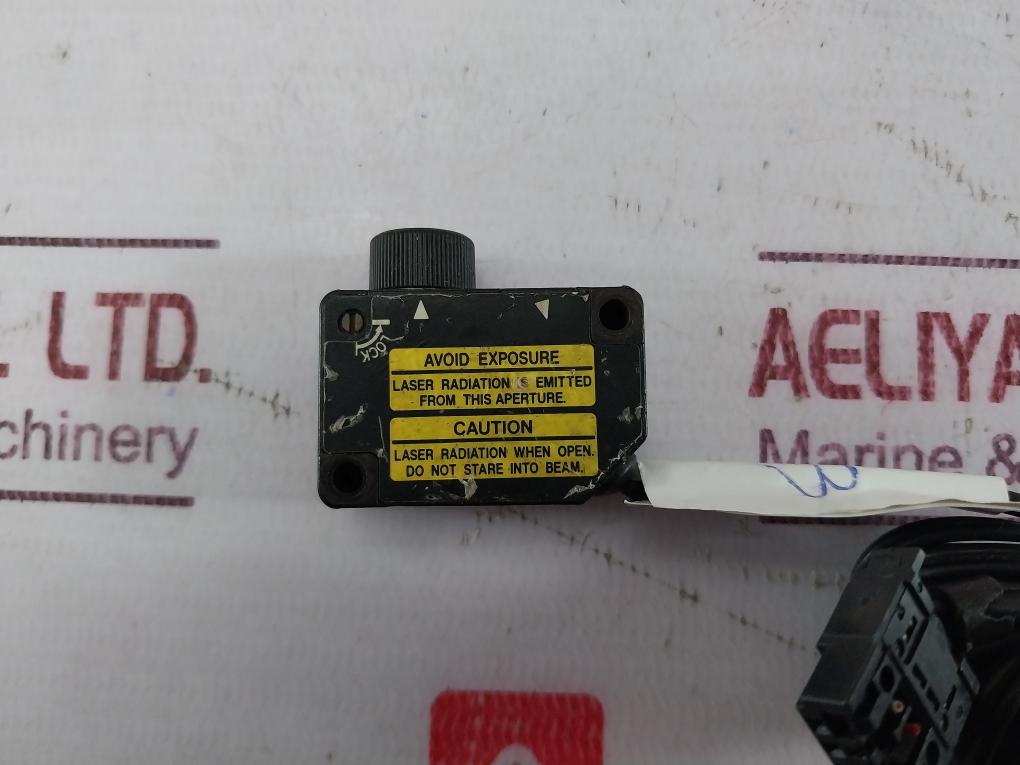 LTD.
chinery
AELIYA
Marine &
LOCK
AVOID EXPOSURE
LASER RADIATION IS EMITTED
FROM THIS APERTURE.
CAUTION
LASER RADIATION WHEN OPEN.
DO NOT STARE INTO BEAM.